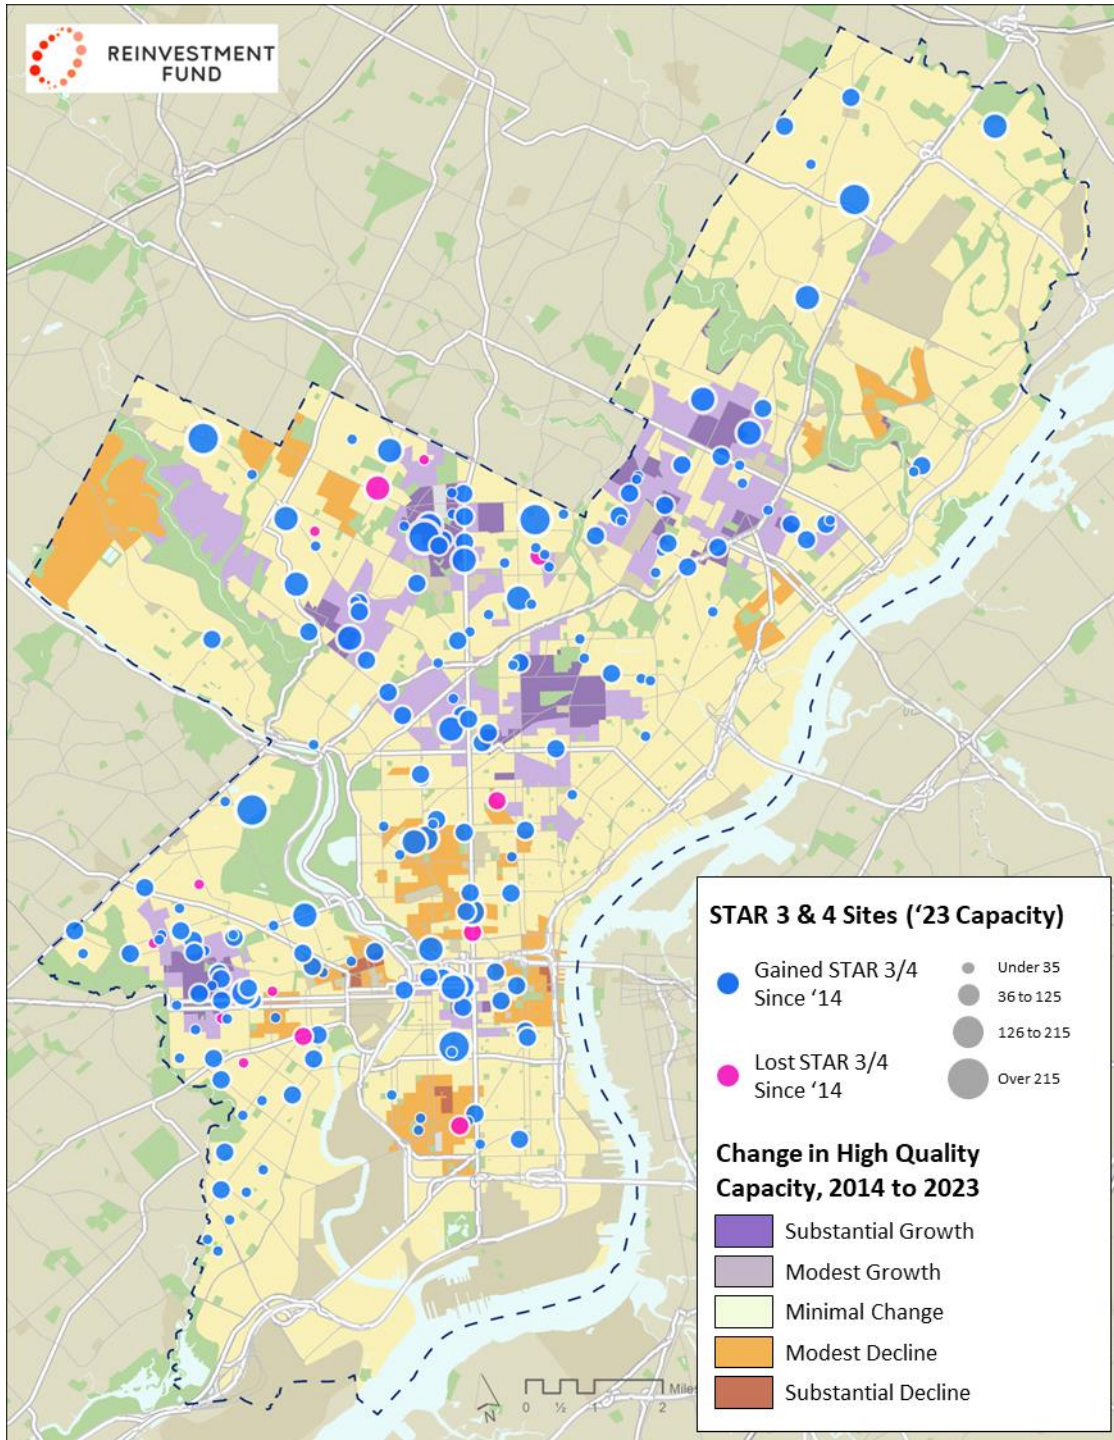 REINVESTMENT
FUND
STAR 3 & 4 Sites (‘23 Capacity)
Gained STAR 3/4
Since ‘14
Lost STAR 3/4
Since ‘14
Under 35
36 to 125
126 to 215
Over 215
Change in High Quality
Capacity, 2014 to 2023
Substantial Growth
Modest Growth
Minimal Change
Modest Decline
Substantial Decline
N
Miles
0 ½ 1 2